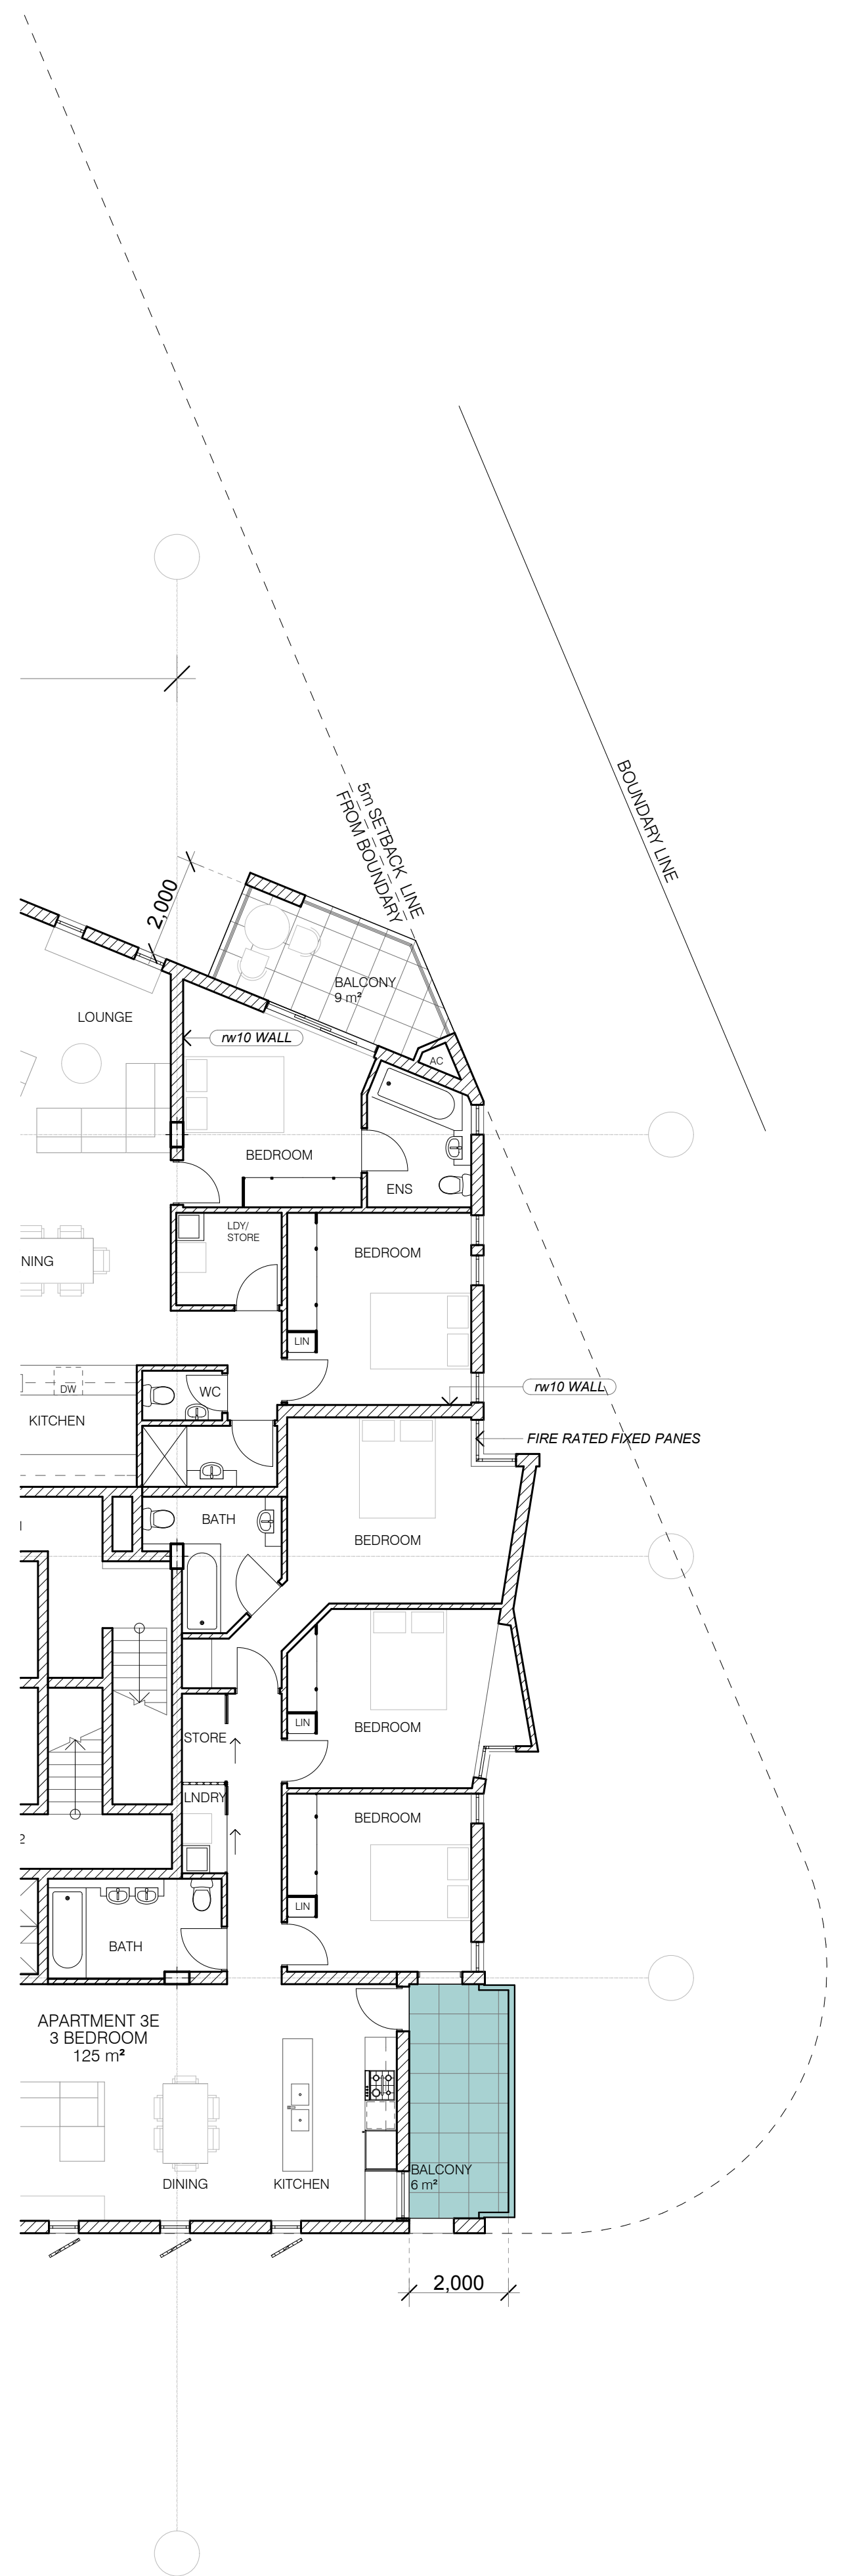 5m SETBACK LINE
FROM BOUNDARY
BOUNDARY LINE
2,000
BALCONY
9 m²
LOUNGE
rw10 WALL
AC
BEDROOM
ENS
LDY/
STORE
BEDROOM
NING
LIN
DW
WC
rw10 WALL
KITCHEN
FIRE RATED FIXED PANES
BATH
BEDROOM
LIN
BEDROOM
STORE
LNDRY
BEDROOM
2
LIN
BATH
APARTMENT 3E
3 BEDROOM
125 m²
DINING
KITCHEN
BALCONY
6 m²
2,000